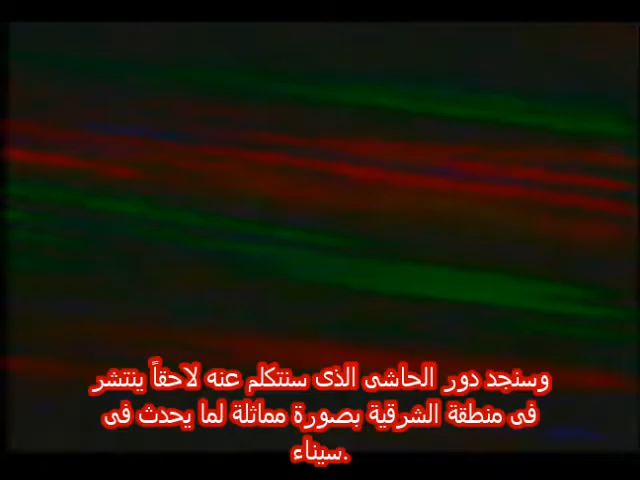 وسنجد دور الحاشى الذى سنتكلم عنه لاحقاً ينتشر
فى منطقة الشرقية بصورة مماثلة لما يحدث فى
سيناء.